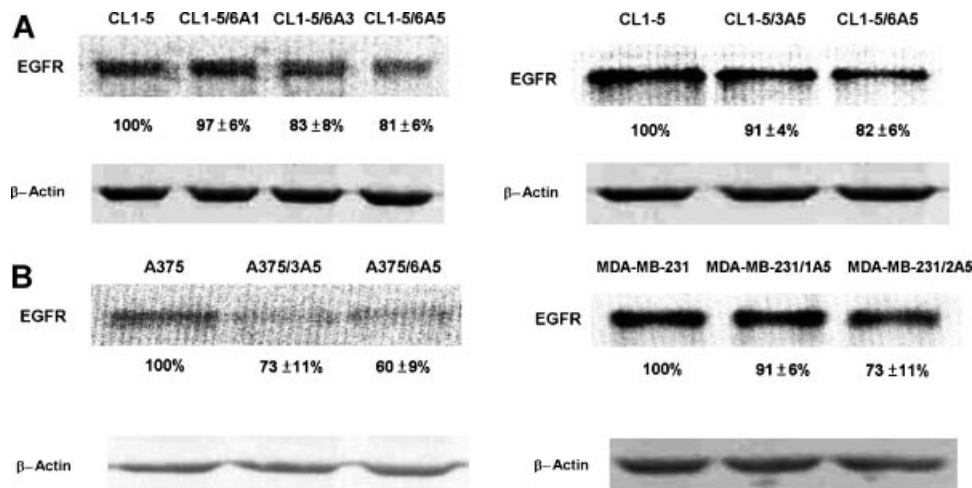 A
CL1-5 CL1-5/6A1 CL1-5/6A3 CL1-5/6A5
EGFR
100% 97±6% 83±8% 81±6%
β-Actin
CL1-5 CL1-5/3A5 CL1-5/6A5
EGFR
100% 91±4% 82±6%
β-Actin
B
A375 A375/3A5 A375/6A5
EGFR
100% 73±11% 60±9%
β-Actin
MDA-MB-231 MDA-MB-231/1A5 MDA-MB-231/2A5
EGFR
100% 91±6% 73±11%
β-Actin